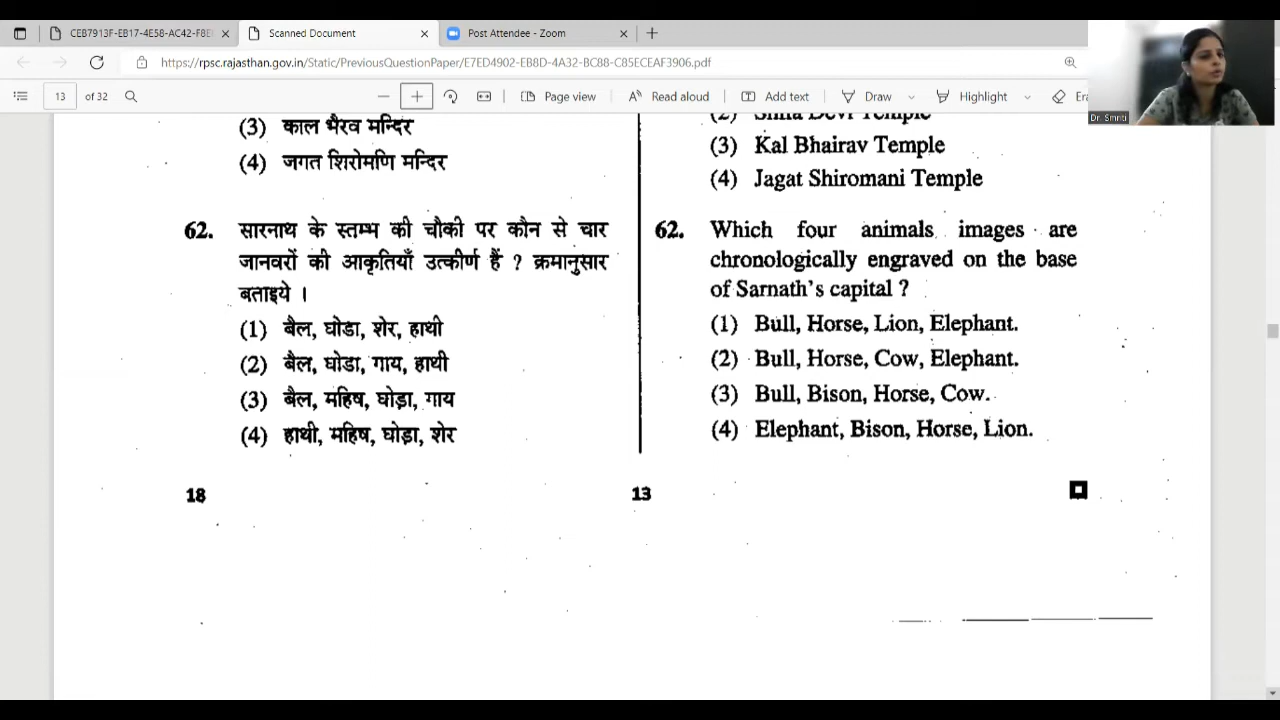 CEB7913F-EB17-4E58-AC42-F8E
Scanned Document
Post Attendee - Zoom
https://rpsc.rajasthan.gov.in/Static/PreviousQuestionPaper/E7ED4902-EB8D-4A32-BC88-C85ECEAF3906.pdf
13 of 32
Page view
Read aloud
Add text
Draw
Highlight
Era
Dr. Smriti
(3) काल भैरव मन्दिर
(4) जगत शिरोमणि मन्दिर
62. सारनाथ के स्तम्भ की चौकी पर कौन से चार
जानवरों की आकृतियाँ उत्कीर्ण हैं ? क्रमानुसार
बताइये ।
(1) बैल, घोडा, शेर, हाथी
(2) बैल, घोडा, गाय, हाथी
(3) बैल, महिष, घोड़ा, गाय
(4) हाथी, महिष, घोड़ा, शेर
18
(2) Devi Temple
(3) Kal Bhairav Temple
(4) Jagat Shiromani Temple
62. Which four animals images are
chronologically engraved on the base
of Sarnath's capital ?
(1) Bull, Horse, Lion, Elephant.
(2) Bull, Horse, Cow, Elephant.
(3) Bull, Bison, Horse, Cow.
(4) Elephant, Bison, Horse, Lion.
13